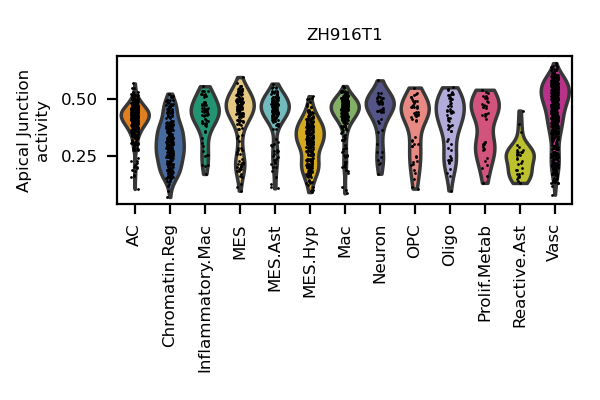 ZH916T1
Apical Junction
activity
0.50
0.25
AC
Chromatin.Reg
Inflammatory.Mac
MES
MES.Ast
MES.Hyp
Mac
Neuron
OPC
Oligo
Prolif.Metab
Reactive.Ast
Vasc